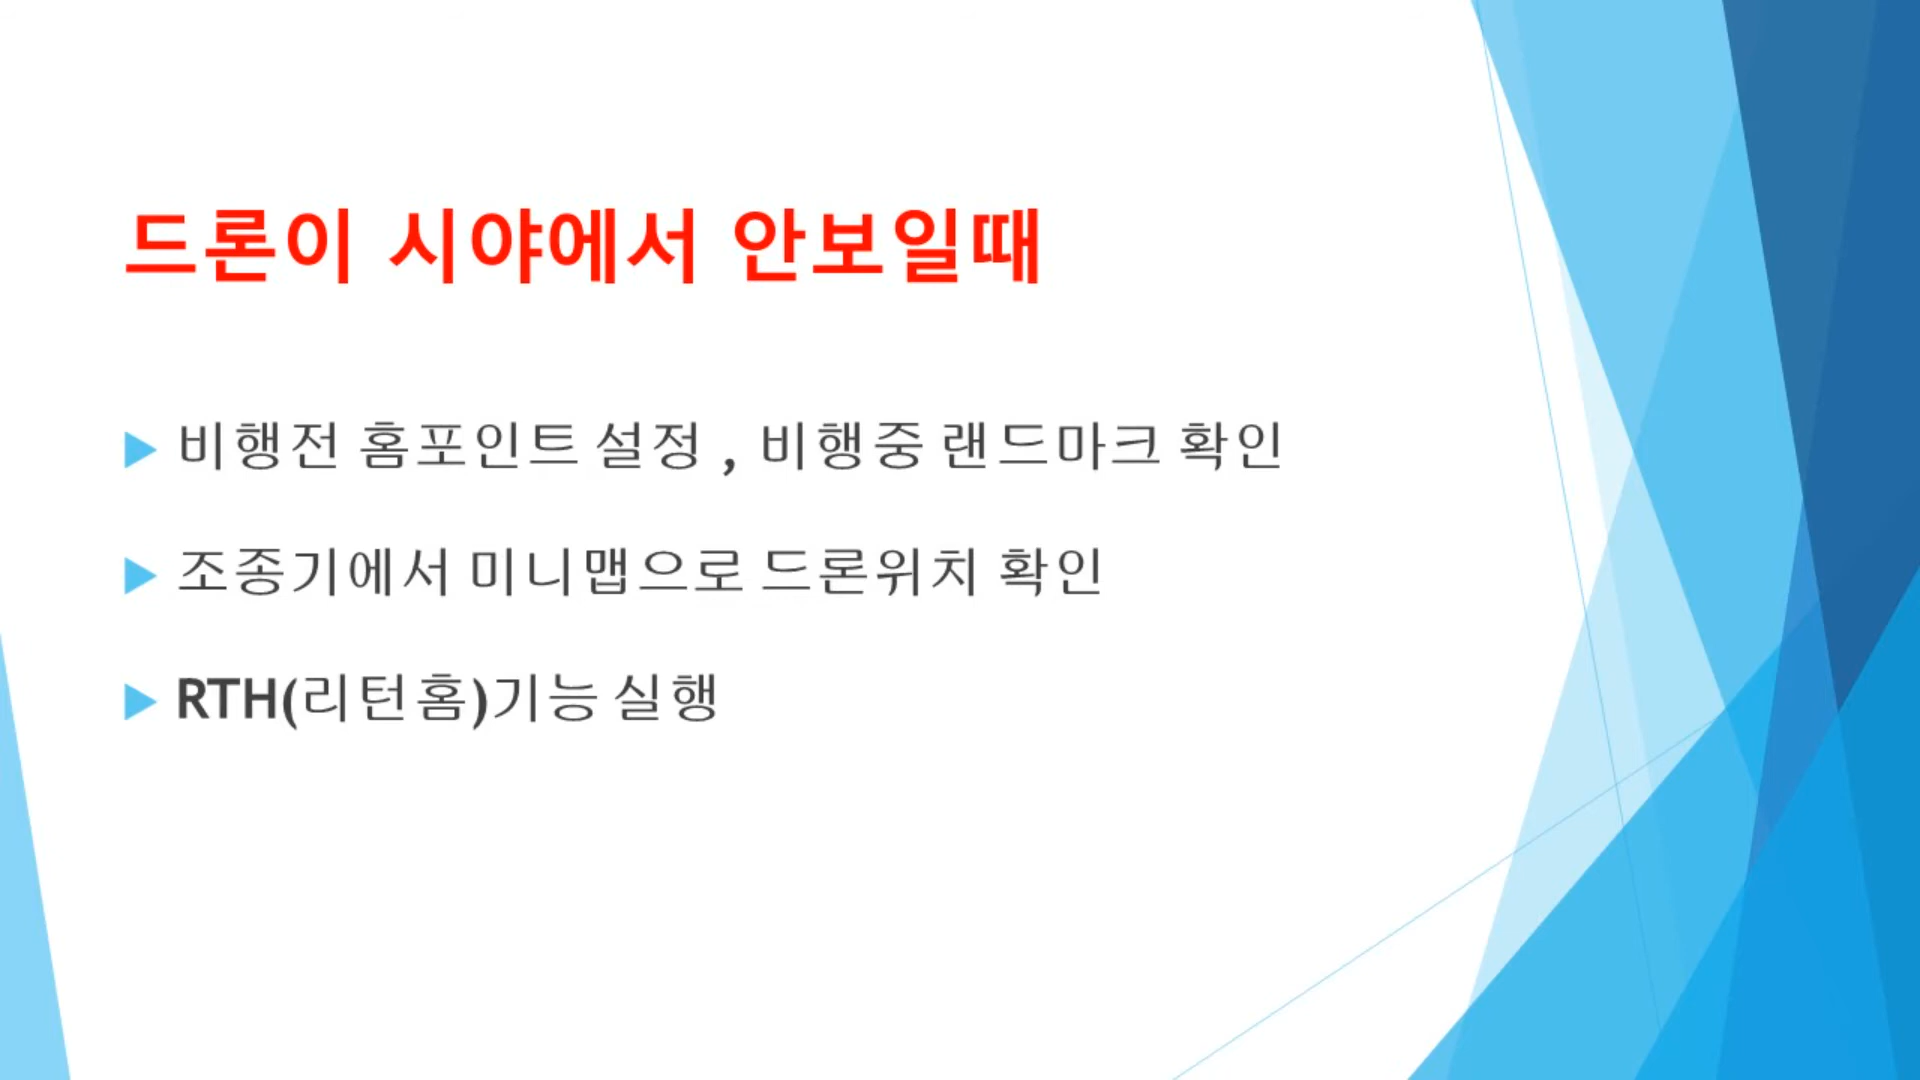 드론이 시야에서 안보일때
비행전 홈포인트 설정 , 비행중 랜드마크 확인
조종기에서 미니맵으로 드론위치 확인
RTH(리턴홈)기능 실행